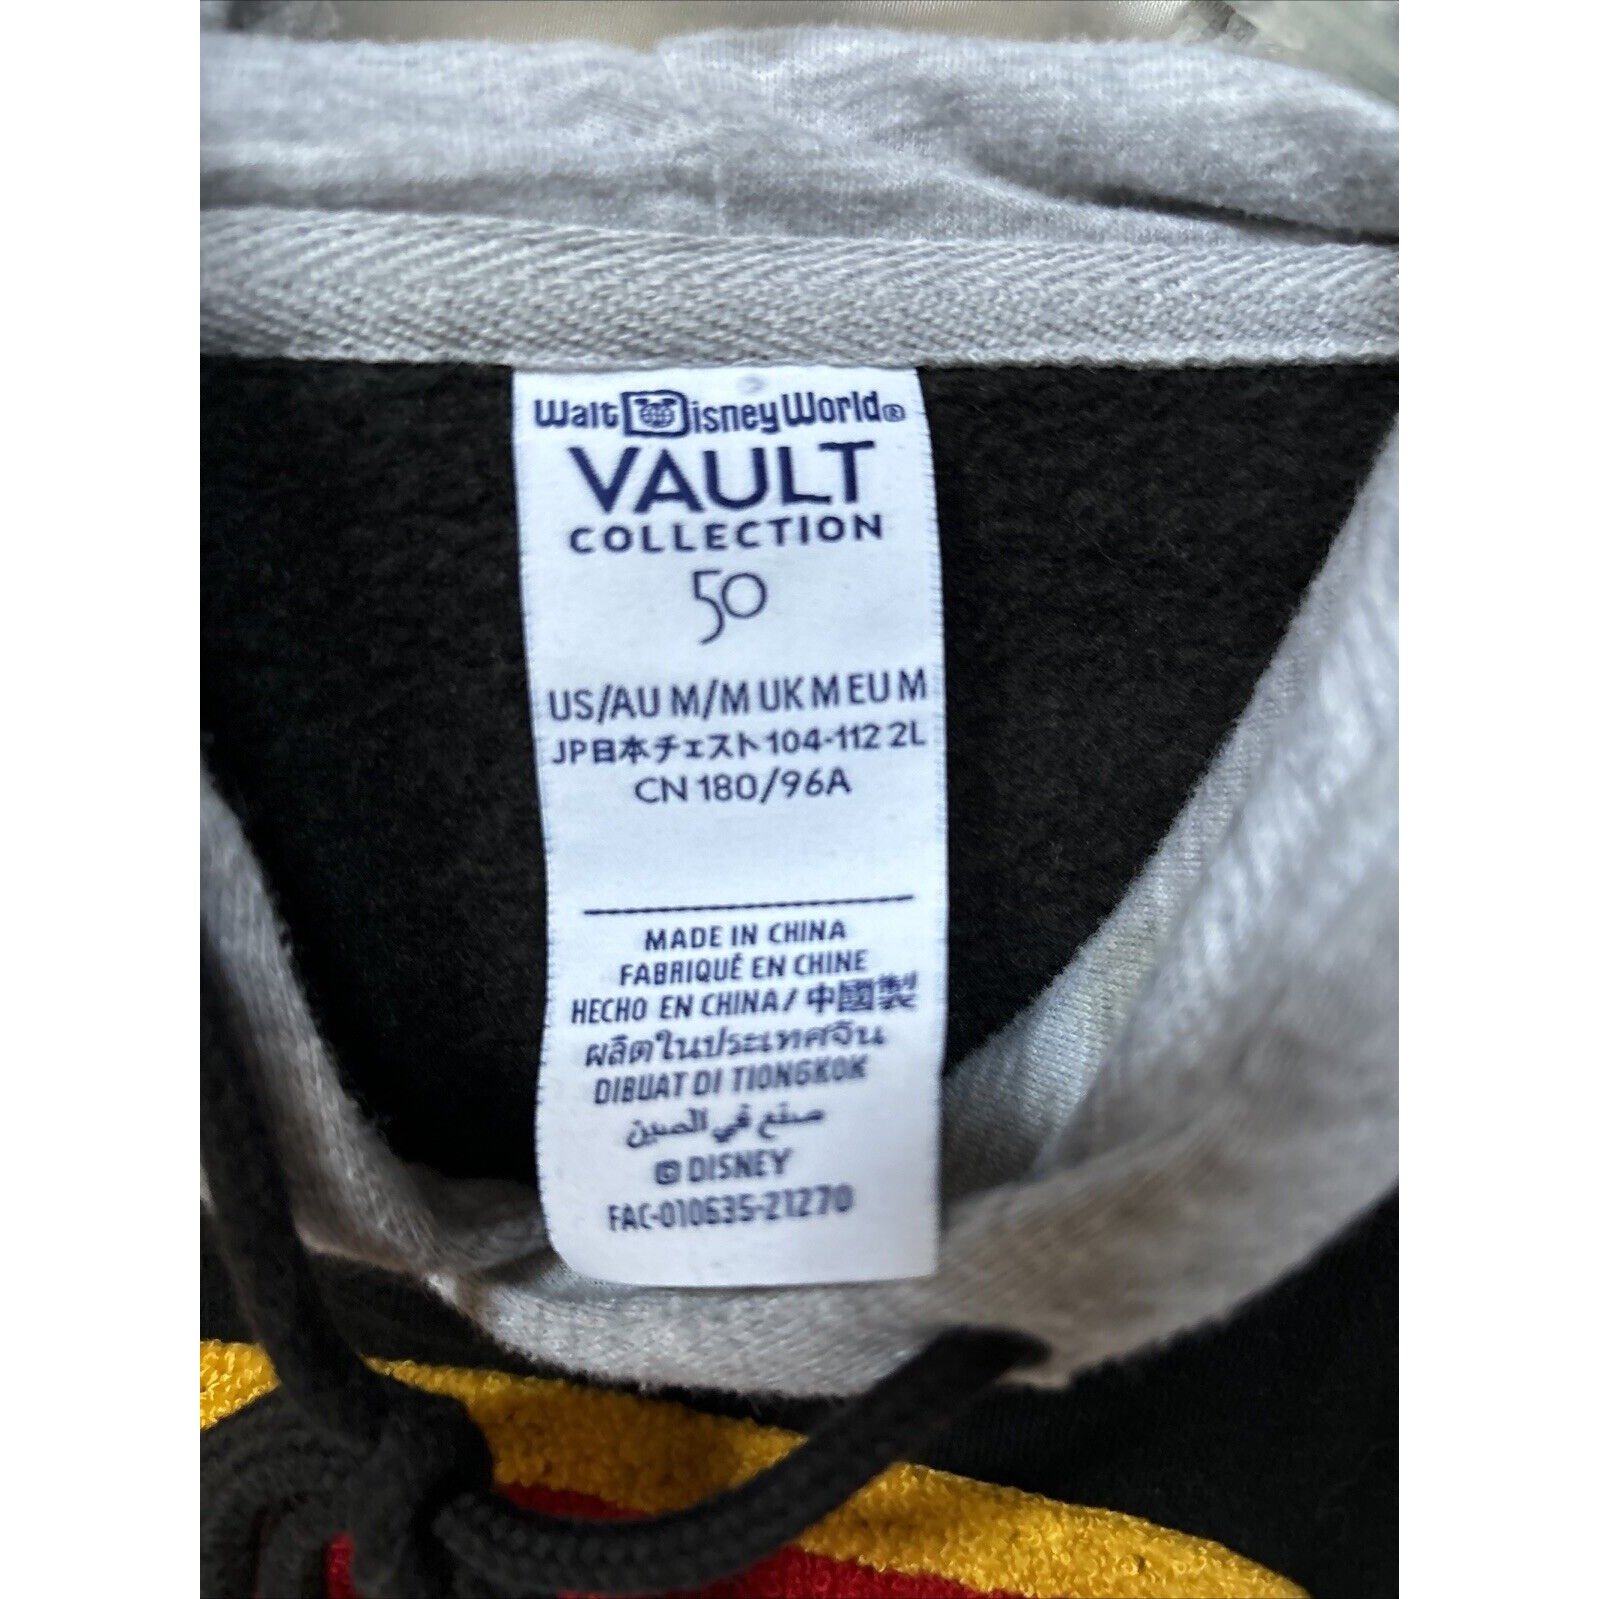 Walt Disney World®
VAULT
COLLECTION
50
US/AU M/M UK M EU M
JP日本チェスト104-112 2L
CN 180/96A
MADE IN CHINA
FABRIQUÉ EN CHINE
HECHO EN CHINA/ 中國製
ผลิตในประเทศจีน
DIBUAT DI TIONGKOK
صنع في الصين
© DISNEY
FAC-010635-21270